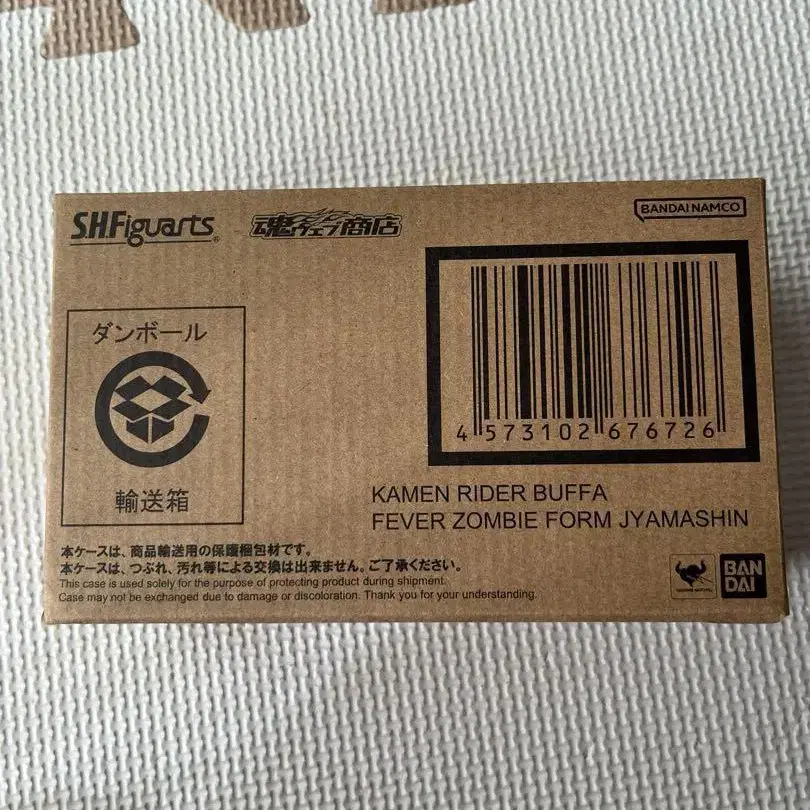 S.H.Figuarts®
魂ウェブ商店
BANDAI NAMCO
ダンボール
輸送箱
4 573102 676726
KAMEN RIDER BUFFA
FEVER ZOMBIE FORM JYAMASHIN
本ケースは、商品輸送用の保護梱包材です。
本ケースは、つぶれ、汚れ等による交換は出来ません。ご了承ください。
This case is used solely for the purpose of protecting product during shipment.
Case may not be exchanged due to damage or discoloration. Thank you for your understanding.
BAN
DAI